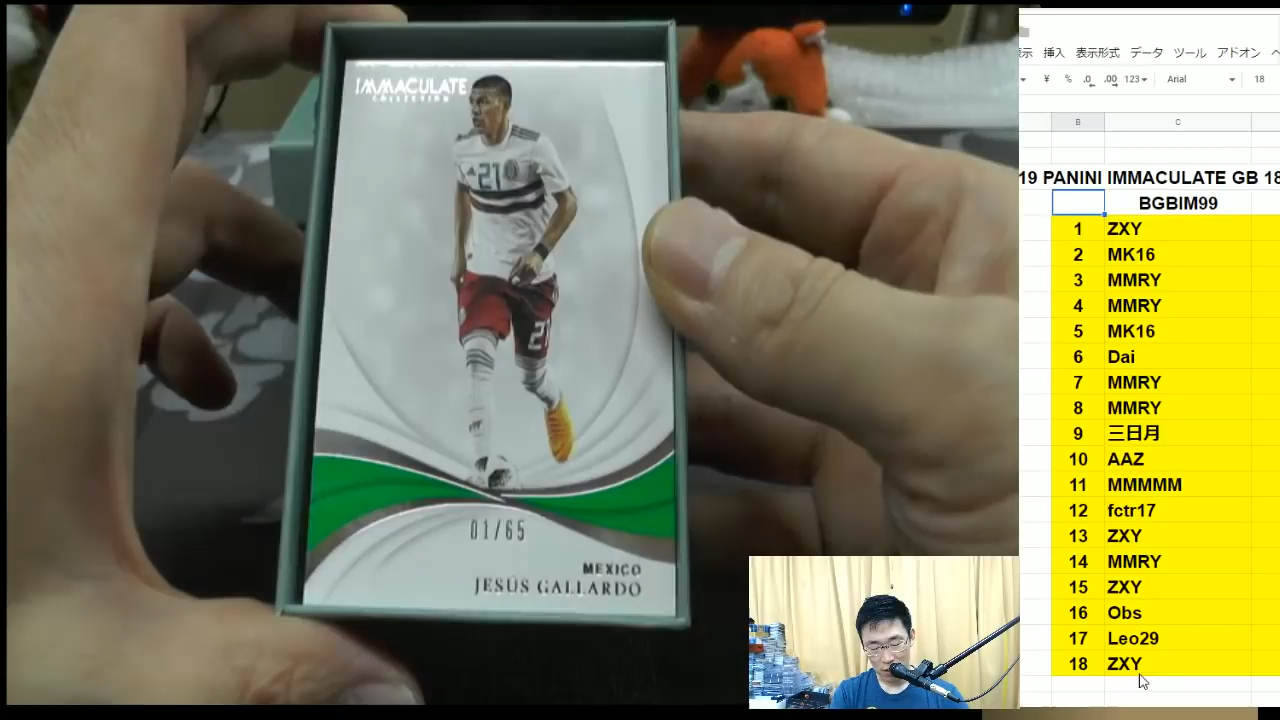 IMMACULATE
COLLECTION
21
21
01/65
MEXICO
JESÚS GALLARDO
示 挿入 表示形式 データ ツール アドオン ヘ
¥ % .0 .00 123 Arial 18
B C
19 PANINI IMMACULATE GB 18
BGBIM99
1 ZXY
2 MK16
3 MMRY
4 MMRY
5 MK16
6 Dai
7 MMRY
8 MMRY
9 三日月
10 AAZ
11 MMMMM
12 fctr17
13 ZXY
14 MMRY
15 ZXY
16 Obs
17 Leo29
18 ZXY